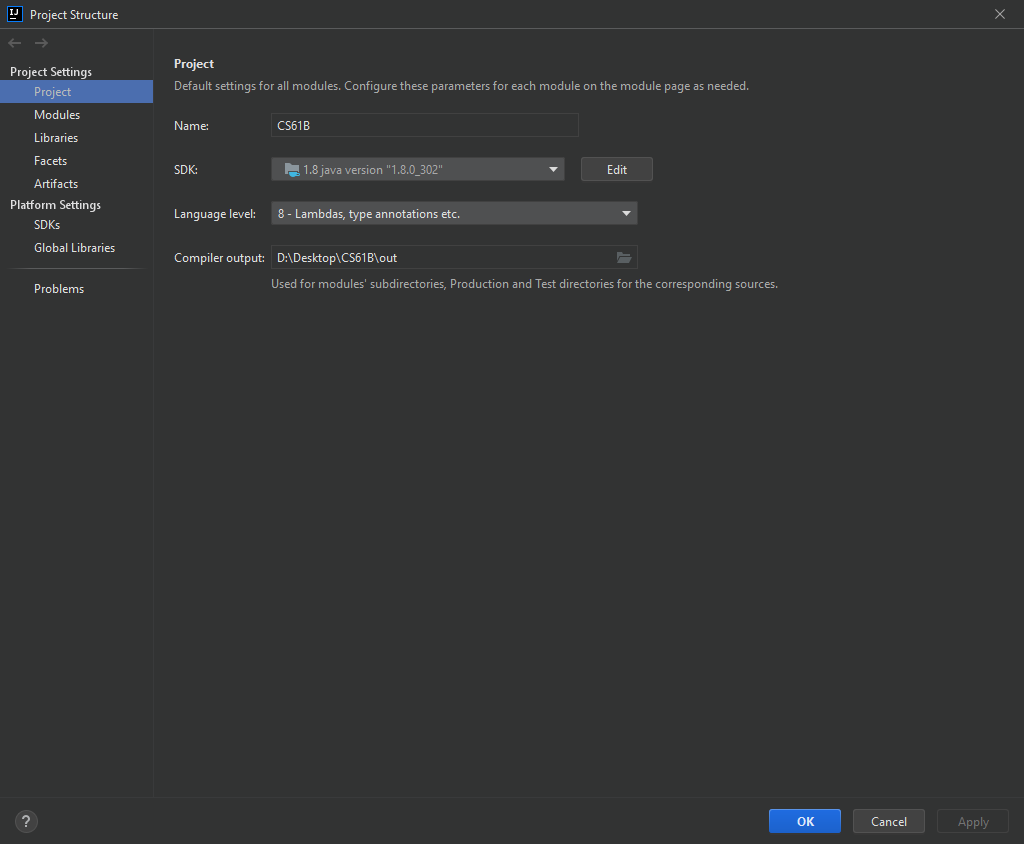 IJ
Project Structure
Project Settings
Project
Modules
Libraries
Facets
Artifacts
Platform Settings
SDKs
Global Libraries
Problems
Project
Default settings for all modules. Configure these parameters for each module on the module page as needed.
Name: CS61B
SDK: 1.8 java version "1.8.0_302" Edit
Language level: 8 - Lambdas, type annotations etc.
Compiler output: D:\Desktop\CS61B\out
Used for modules' subdirectories, Production and Test directories for the corresponding sources.
? OK Cancel Apply